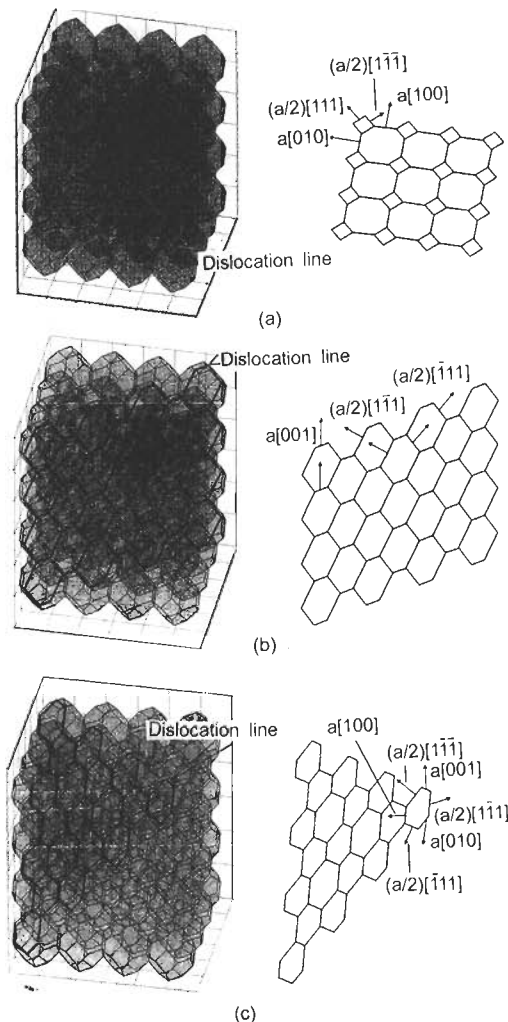 (a/2)[11̄1̄]
(a/2)[111]
a[100]
a[010]
Dislocation line
(a)
Dislocation line
(a/2)[1̄11]
(a/2)[11̄1]
a[001]
(b)
Dislocation line
a[100]
(a/2)[11̄1̄]
a[001]
(a/2)[11̄1]
a[010]
(a/2)[1̄11]
(c)